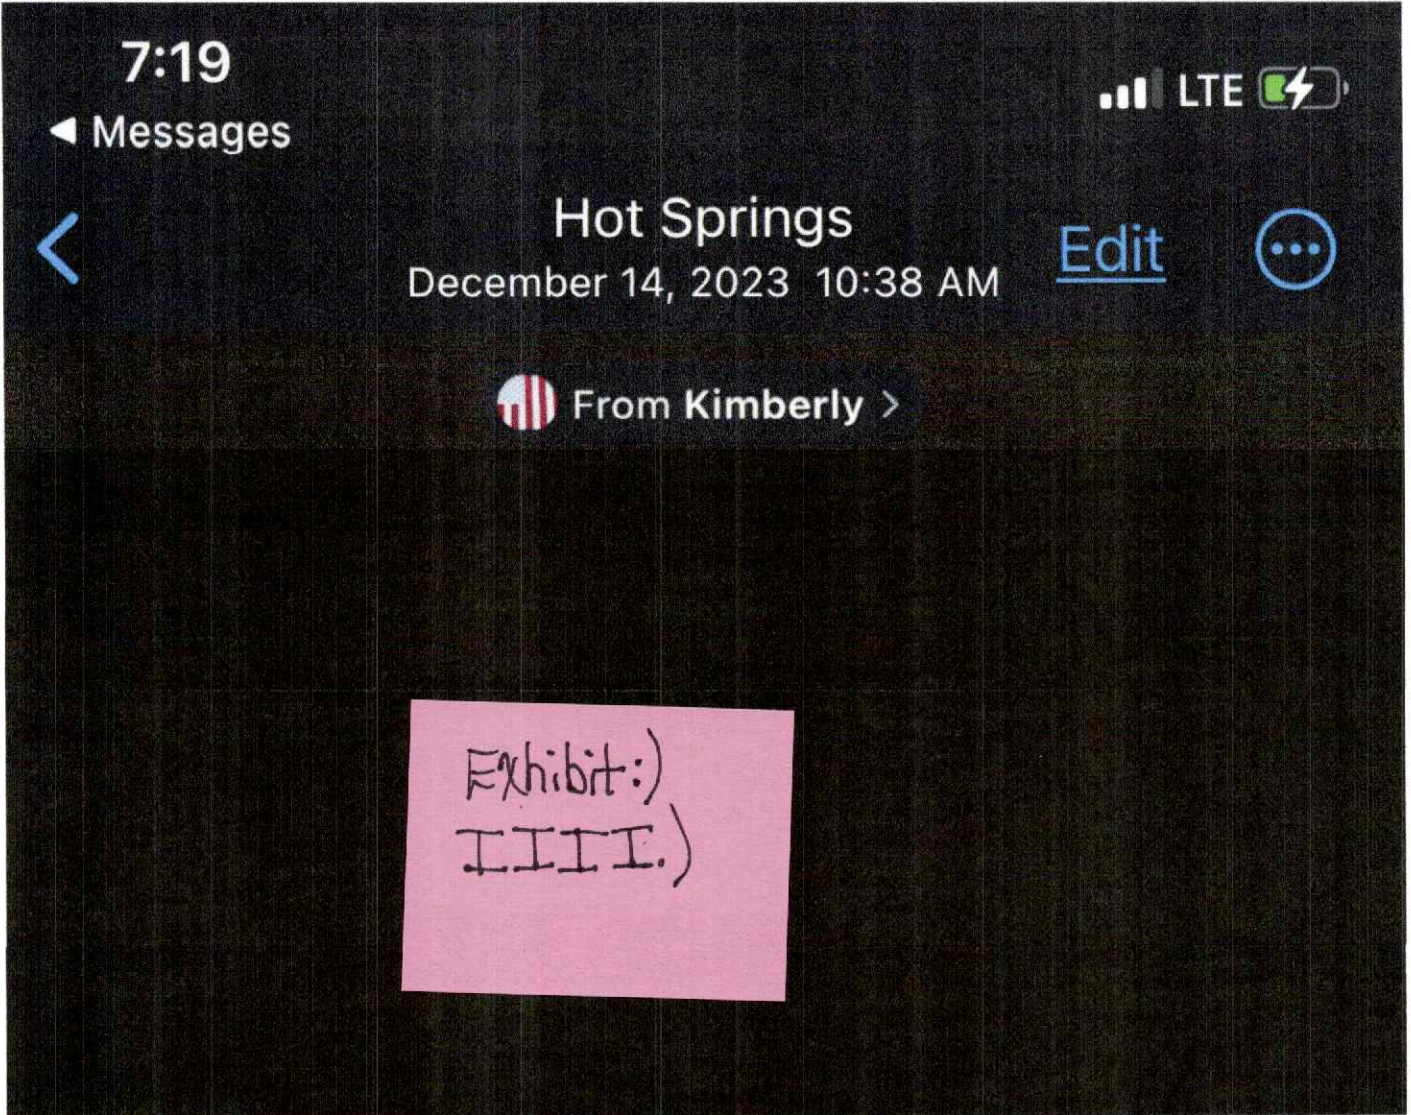 7:19
LTE
Messages
Hot Springs
December 14, 2023 10:38 AM
Edit
From Kimberly
Exhibit:)
IIII.)